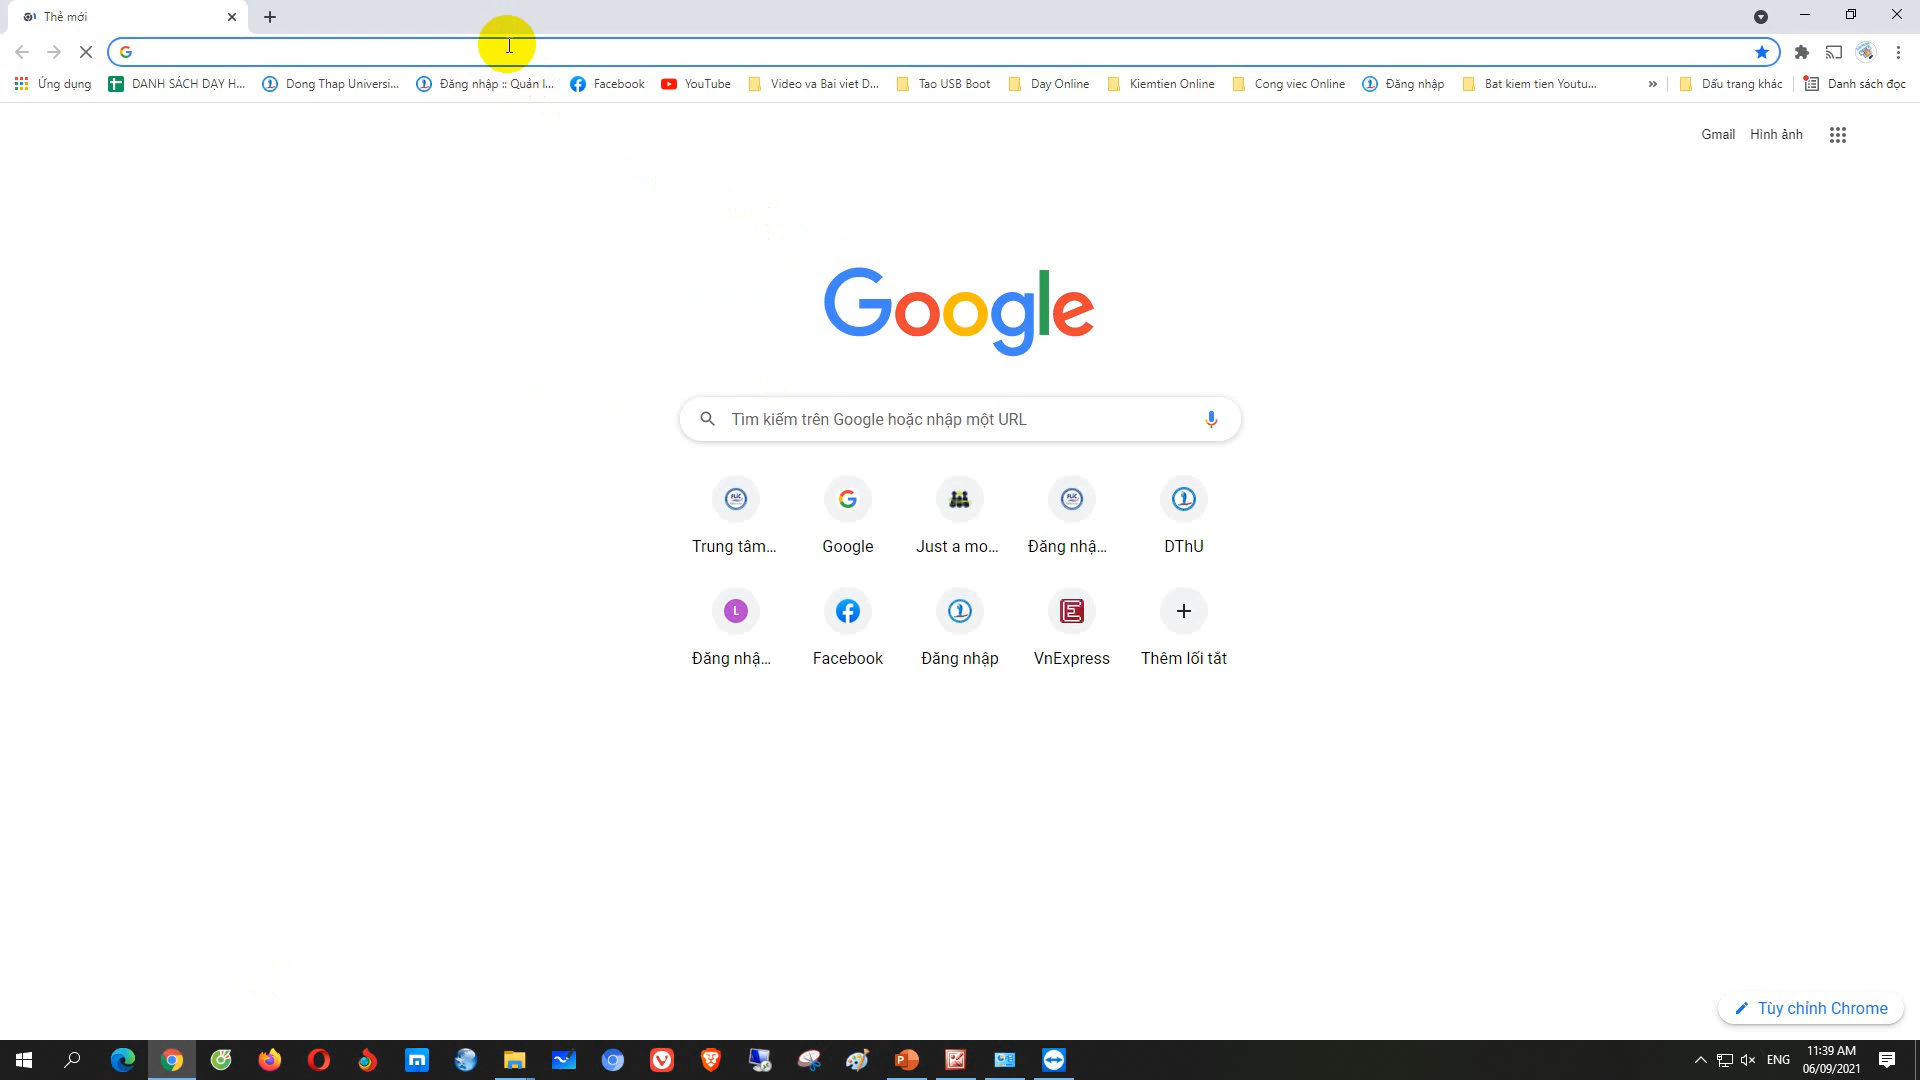 Thẻ mới
Ứng dụng
DANH SÁCH DẠY H...
Dong Thap Universi...
Đăng nhập :: Quản l...
Facebook
YouTube
Video va Bai viet D...
Tao USB Boot
Day Online
Kiemtien Online
Cong viec Online
Đăng nhập
Bat kiem tien Youtu...
»
Dấu trang khác
Danh sách đọc
Gmail
Hình ảnh
Google
Tìm kiếm trên Google hoặc nhập một URL
Trung tâm...
Google
Just a mo...
Đăng nhậ...
DThU
L
Đăng nhậ...
Facebook
Đăng nhập
VnExpress
Thêm lối tắt
Tùy chỉnh Chrome
ENG
11:39 AM
06/09/2021